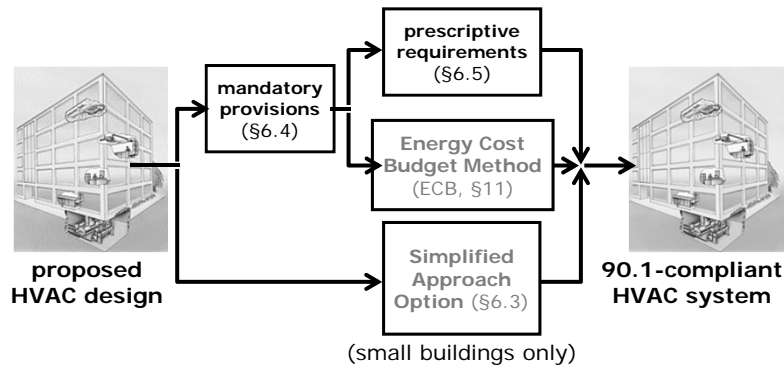 proposed
HVAC design
mandatory
provisions
(§6.4)
prescriptive
requirements
(§6.5)
Energy Cost
Budget Method
(ECB, §11)
Simplified
Approach
Option (§6.3)
(small buildings only)
90.1-compliant
HVAC system